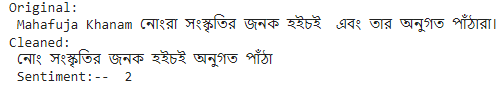 Original:
Mahafuja Khanam নোংরা সংস্কৃতির জনক হইচই এবং তার অনুগত পাঁঠারা।
Cleaned:
নোং সংস্কৃতির জনক হইচই অনুগত পাঁঠা
Sentiment:-- 2